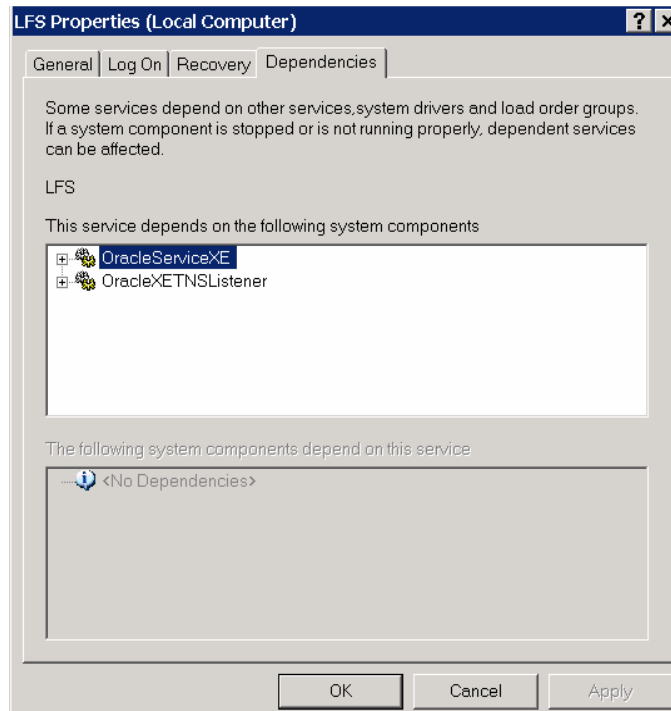 LFS Properties (Local Computer)
General Log On Recovery Dependencies
Some services depend on other services,system drivers and load order groups.
If a system component is stopped or is not running properly, dependent services
can be affected.
LFS
This service depends on the following system components
OracleServiceXE
OracleXETNSListener
The following system components depend on this service
<No Dependencies>
OK Cancel Apply